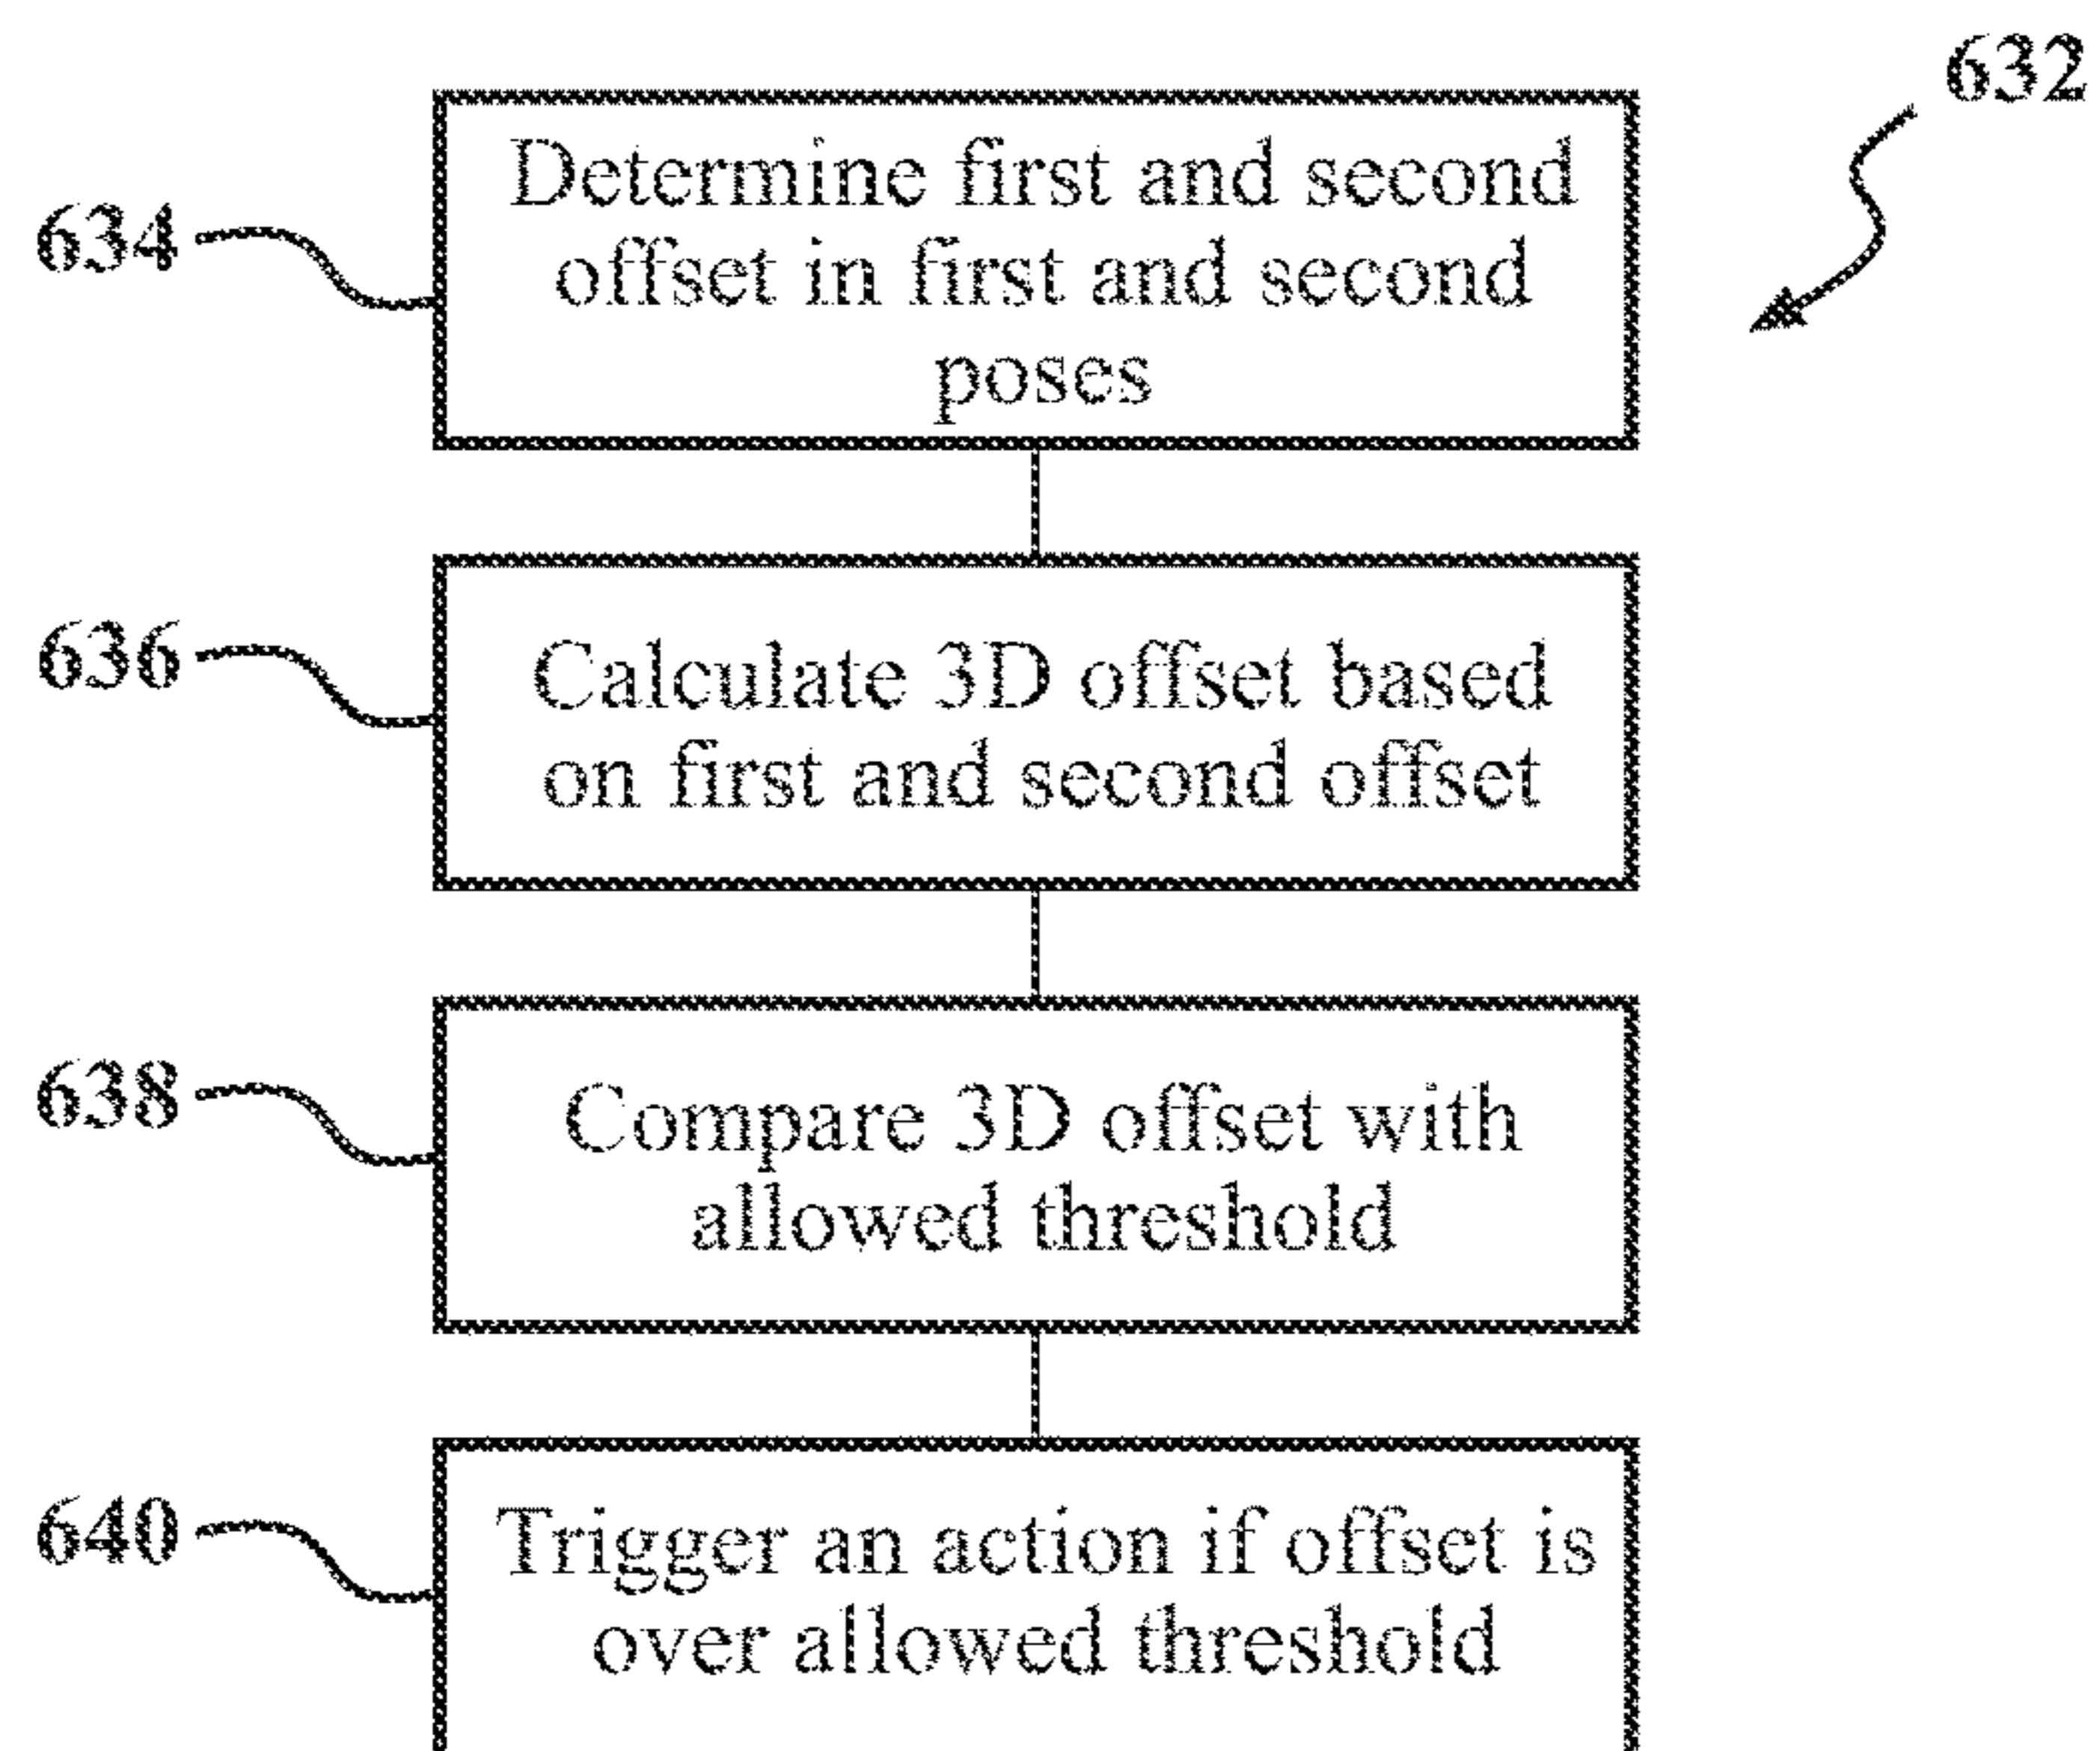 632
634
Determine first and second
offset in first and second
poses
636
Calculate 3D offset based
on first and second offset
638
Compare 3D offset with
allowed threshold
640
Trigger an action if offset is
over allowed threshold